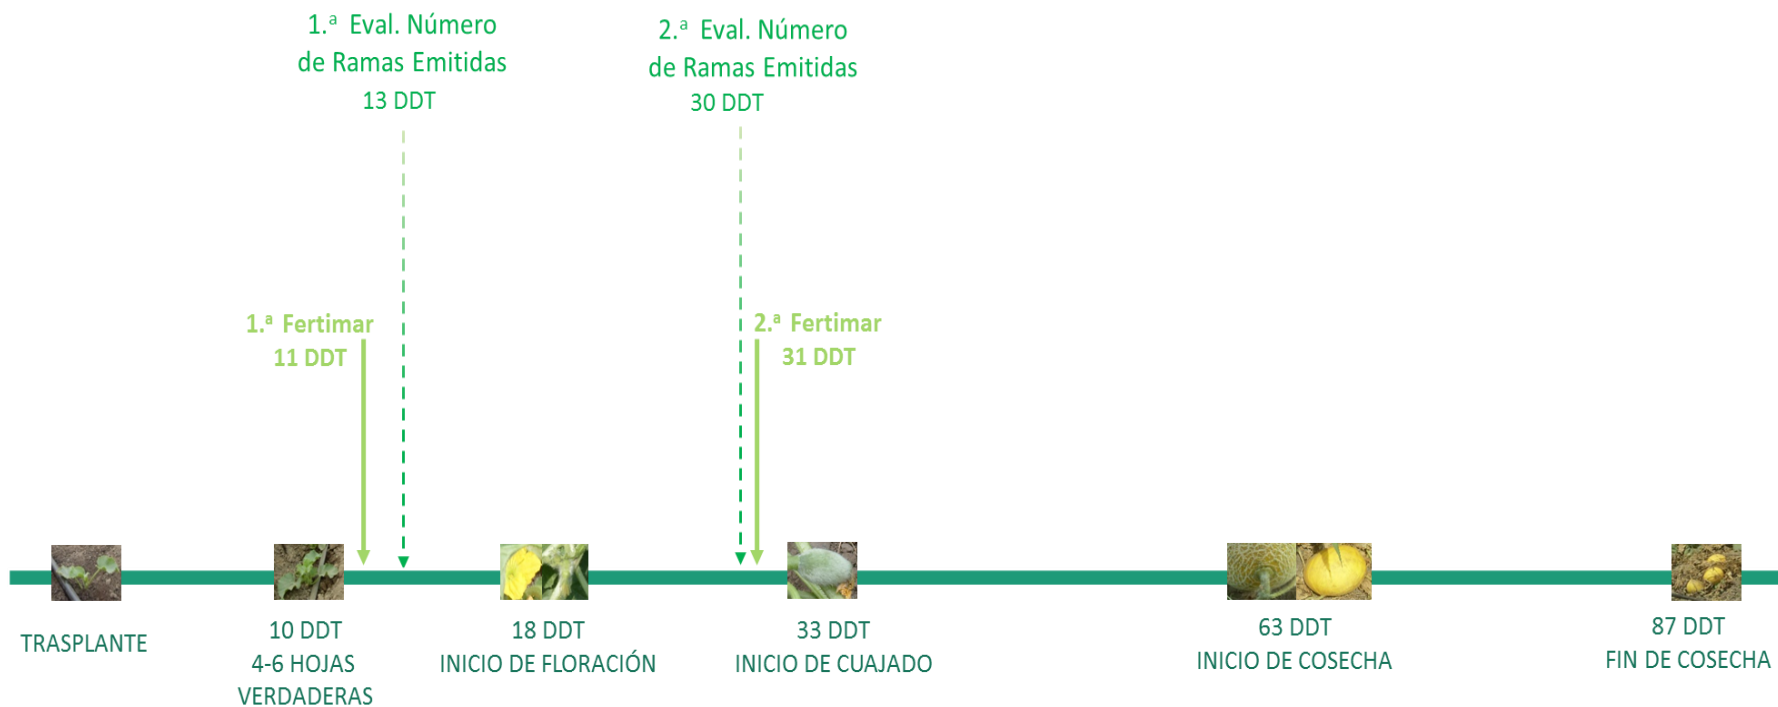 1.ª Eval. Número
de Ramas Emitidas
13 DDT
2.ª Eval. Número
de Ramas Emitidas
30 DDT
1.ª Fertimar
11 DDT
2.ª Fertimar
31 DDT
TRASPLANTE
10 DDT
4-6 HOJAS
VERDADERAS
18 DDT
INICIO DE FLORACIÓN
33 DDT
INICIO DE CUAJADO
63 DDT
INICIO DE COSECHA
87 DDT
FIN DE COSECHA